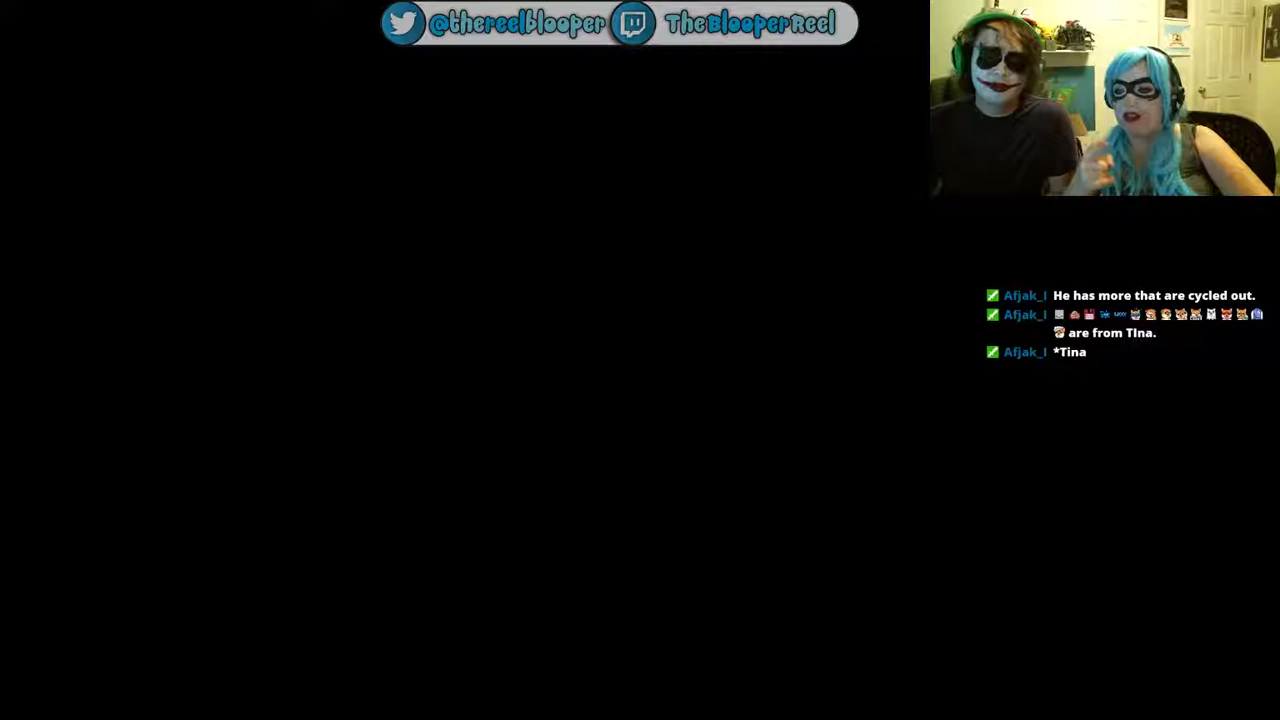 @thereelblooper TheBlooperReel
Afjak_I He has more that are cycled out.
Afjak_I are from TIna.
Afjak_I *Tina